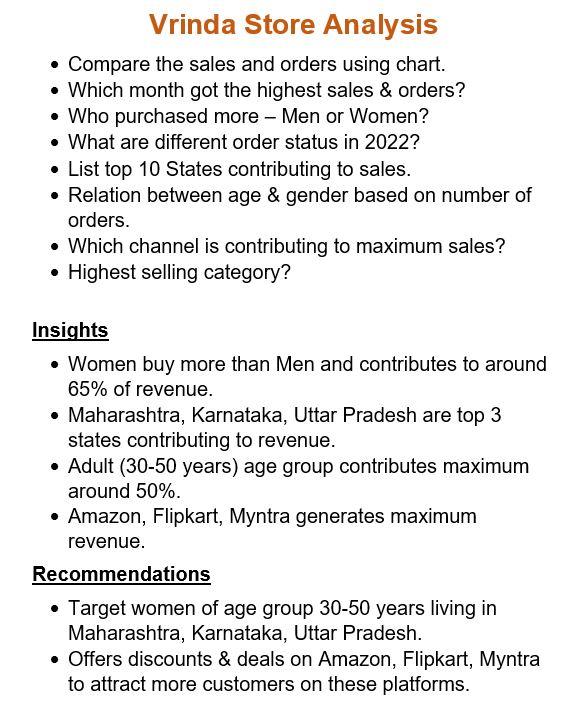 Vrinda Store Analysis
• Compare the sales and orders using chart.
• Which month got the highest sales & orders?
• Who purchased more – Men or Women?
• What are different order status in 2022?
• List top 10 States contributing to sales.
• Relation between age & gender based on number of
orders.
• Which channel is contributing to maximum sales?
• Highest selling category?
Insights
• Women buy more than Men and contributes to around
65% of revenue.
• Maharashtra, Karnataka, Uttar Pradesh are top 3
states contributing to revenue.
• Adult (30-50 years) age group contributes maximum
around 50%.
• Amazon, Flipkart, Myntra generates maximum
revenue.
Recommendations
• Target women of age group 30-50 years living in
Maharashtra, Karnataka, Uttar Pradesh.
• Offers discounts & deals on Amazon, Flipkart, Myntra
to attract more customers on these platforms.